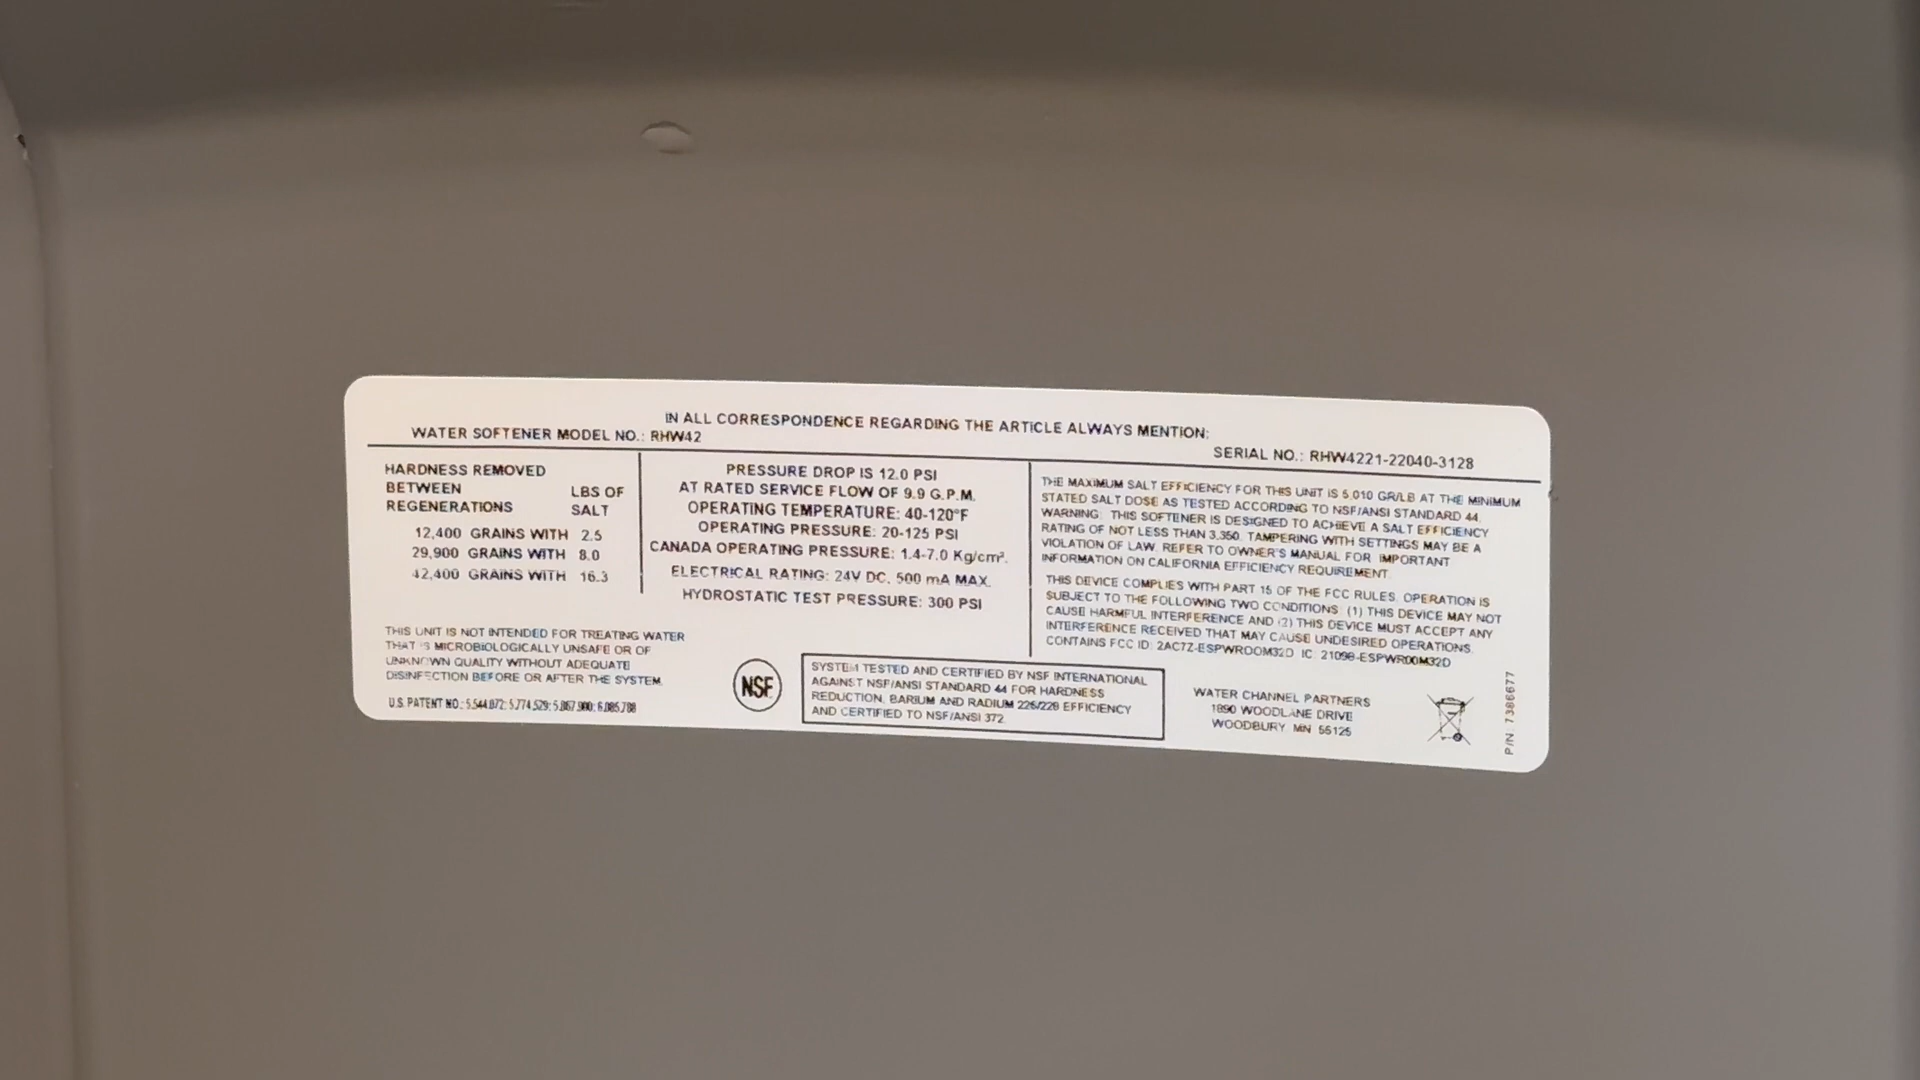 IN ALL CORRESPONDENCE REGARDING THE ARTICLE ALWAYS MENTION:
WATER SOFTENER MODEL NO.: RHW42
SERIAL NO.: RHW4221-22040-3128
HARDNESS REMOVED
BETWEEN
REGENERATIONS
LBS OF
SALT
12,400 GRAINS WITH 2.5
29,900 GRAINS WITH 8.0
42,400 GRAINS WITH 16.3
PRESSURE DROP IS 12.0 PSI
AT RATED SERVICE FLOW OF 9.9 G.P.M.
OPERATING TEMPERATURE: 40-120°F
OPERATING PRESSURE: 20-125 PSI
CANADA OPERATING PRESSURE: 1.4-7.0 Kg/cm².
ELECTRICAL RATING: 24V DC, 500 mA MAX.
HYDROSTATIC TEST PRESSURE: 300 PSI
THE MAXIMUM SALT EFFICIENCY FOR THIS UNIT IS 5,010 GR/LB AT THE MINIMUM
STATED SALT DOSE AS TESTED ACCORDING TO NSF/ANSI STANDARD 44.
WARNING: THIS SOFTENER IS DESIGNED TO ACHIEVE A SALT EFFICIENCY
RATING OF NOT LESS THAN 3,350. TAMPERING WITH SETTINGS MAY BE A
VIOLATION OF LAW. REFER TO OWNER'S MANUAL FOR IMPORTANT
INFORMATION ON CALIFORNIA EFFICIENCY REQUIREMENT.
THIS DEVICE COMPLIES WITH PART 15 OF THE FCC RULES. OPERATION IS
SUBJECT TO THE FOLLOWING TWO CONDITIONS: (1) THIS DEVICE MAY NOT
CAUSE HARMFUL INTERFERENCE AND (2) THIS DEVICE MUST ACCEPT ANY
INTERFERENCE RECEIVED THAT MAY CAUSE UNDESIRED OPERATIONS.
CONTAINS FCC ID: 2AC7Z-ESPWROOM32D IC: 21098-ESPWROOM32D
THIS UNIT IS NOT INTENDED FOR TREATING WATER
THAT IS MICROBIOLOGICALLY UNSAFE OR OF
UNKNOWN QUALITY WITHOUT ADEQUATE
DISINFECTION BEFORE OR AFTER THE SYSTEM.
U.S. PATENT NO.: 5,544,072; 5,774,529;
NSF
SYSTEM TESTED AND CERTIFIED BY NSF INTERNATIONAL
AGAINST NSF/ANSI STANDARD 44 FOR HARDNESS
REDUCTION, BARIUM AND RADIUM 226/228 EFFICIENCY
AND CERTIFIED TO NSF/ANSI 372.
WATER CHANNEL PARTNERS
1890 WOODLANE DRIVE
WOODBURY MN 55125
P/N 7386677